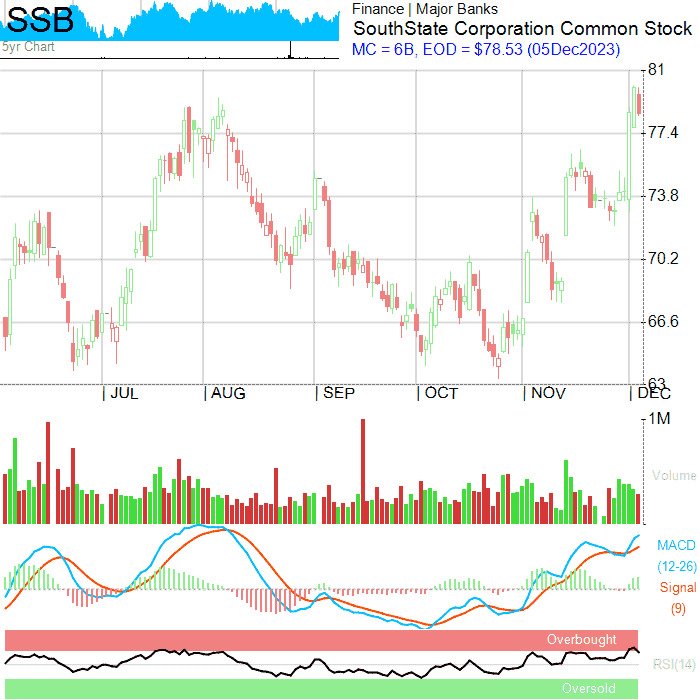 SSB
5yr Chart
Finance | Major Banks
SouthState Corporation Common Stock
MC = 6B, EOD = $78.53 (05Dec2023)
81
77.4
73.8
70.2
66.6
63
| JUL | AUG | SEP | OCT | NOV | DEC
1M
Volume
MACD
(12-26)
Signal
(9)
Overbought
RSI(14)
Oversold